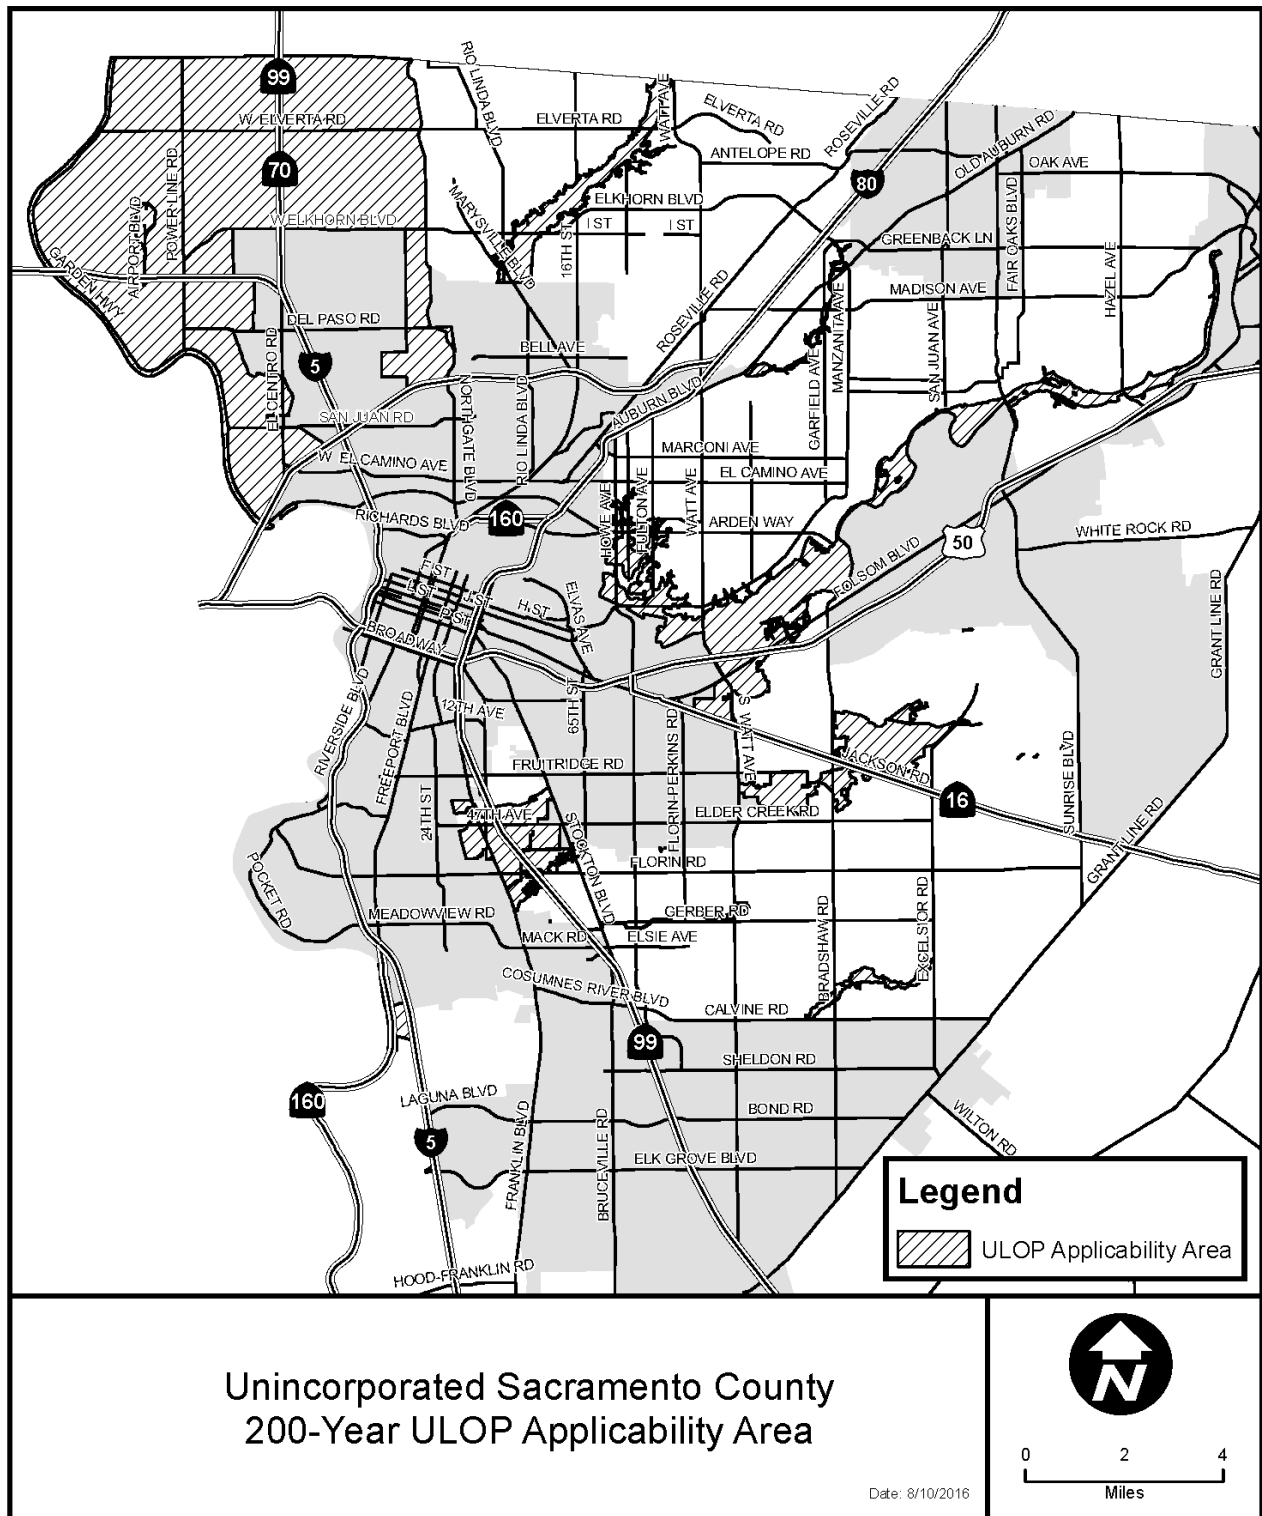 RIO LINDA BLVD
WATT AVE
ELVERTA RD
ROSEVILLE RD
99
W ELVERTA RD
ELVERTA RD
OLD AUBURN RD
ANTELOPE RD
OAK AVE
70
80
POWER LINE RD
AIRPORT BLVD
MARYSVILLE BLVD
ELKHORN BLVD
FAIR OAKS BLVD
W ELKHORN BLVD
I ST
I ST
16TH ST
GREENBACK LN
HAZEL AVE
GARDEN HWY
MADISON AVE
ROSEVILLE RD
MANZANITA AVE
SAN JUAN AVE
DEL PASO RD
EL CENTRO RD
BELL AVE
5
GARFIELD AVE
NORTHGATE BLVD
RIO LINDA BLVD
AUBURN BLVD
SAN JUAN RD
MARCONI AVE
W EL CAMINO AVE
EL CAMINO AVE
HOWE AVE
FULTON AVE
WATT AVE
RICHARDS BLVD
160
ARDEN WAY
WHITE ROCK RD
50
FOLSOM BLVD
F ST
L ST
J ST
H ST
P ST
ELVAS AVE
GRANT LINE RD
BROADWAY
RIVERSIDE BLVD
FREEPORT BLVD
12TH AVE
65TH ST
S WATT AVE
FLORIN-PERKINS RD
FRUITRIDGE RD
JACKSON RD
16
SUNRISE BLVD
24TH ST
47TH AVE
ELDER CREEK RD
STOCKTON BLVD
GRANT LINE RD
FLORIN RD
POCKET RD
MEADOWVIEW RD
GERBER RD
MACK RD
ELSIE AVE
BRADSHAW RD
EXCELSIOR RD
COSUMNES RIVER BLVD
CALVINE RD
99
SHELDON RD
160
LAGUNA BLVD
BOND RD
WILTON RD
5
FRANKLIN BLVD
BRUCEVILLE RD
ELK GROVE BLVD
HOOD-FRANKLIN RD
Legend
ULOP Applicability Area
Unincorporated Sacramento County
200-Year ULOP Applicability Area
Date: 8/10/2016
N
0 2 4
Miles